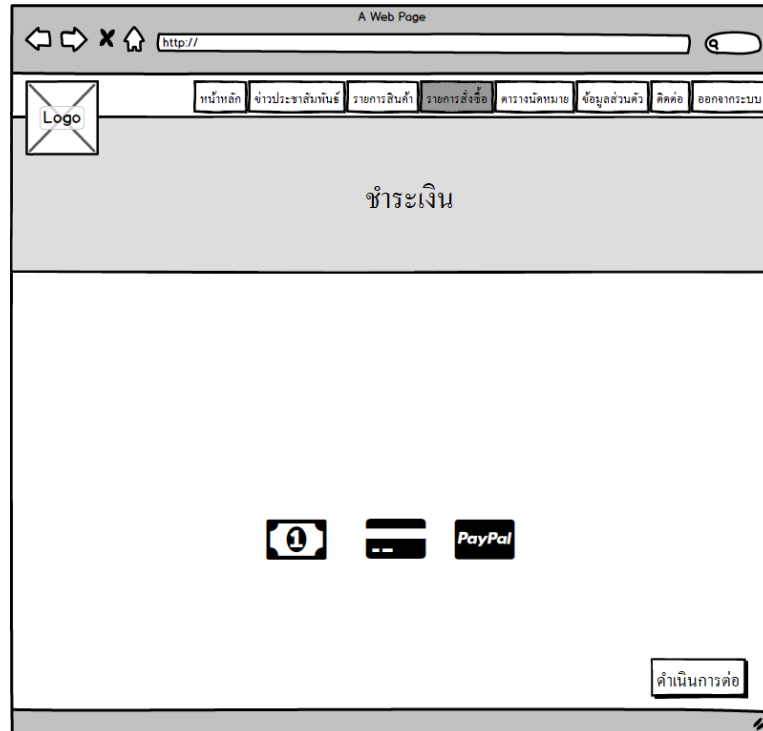 A Web Page
http://
Logo
หน้าหลัก ข่าวประชาสัมพันธ์ รายการสินค้า รายการสั่งซื้อ ตารางนัดหมาย ข้อมูลส่วนตัว ติดต่อ ออกจากระบบ
ชำระเงิน
1 PayPal
ดำเนินการต่อ